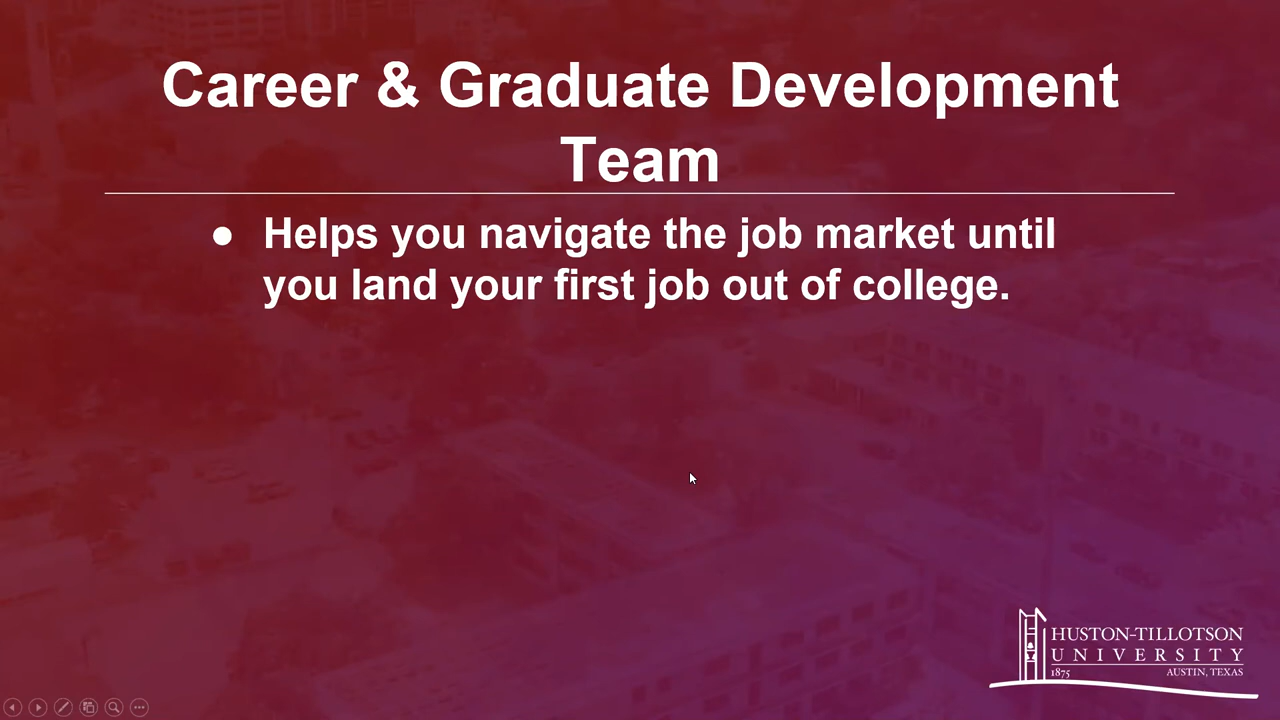 Career & Graduate Development
Team
● Helps you navigate the job market until
you land your first job out of college.
HUSTON-TILLOTSON
UNIVERSITY
1875 AUSTIN, TEXAS